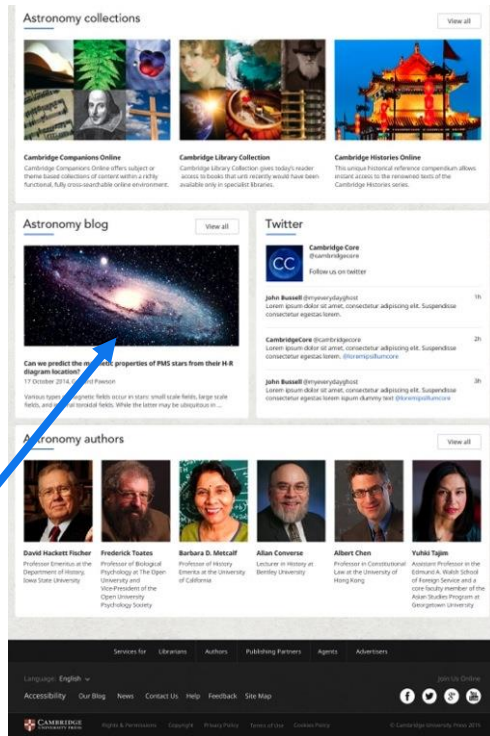 Astronomy collections
View all
Cambridge Companions Online
Cambridge Companions Online offers subject or
theme based collections of content within a richly
functional, fully cross-searchable online environment.
Cambridge Library Collection
Cambridge Library Collection gives today's reader
access to books that until recently would have been
available only in specialist libraries.
Cambridge Histories Online
This unique historical reference compendium allows
instant access to the renowned texts of the
Cambridge Histories series.
Astronomy blog
View all
Can we predict the magnetic properties of PMS stars from their H-R
diagram location?
17 October 2014, Pawson
Various types magnetic fields occur in stars: small scale fields, large scale
fields, and toroidal fields. While the latter may be ubiquitous in ...
Twitter
CC
Cambridge Core
@cambridgecore
Follow us on twitter
John Bussell @myeverydayghost 1h
Lorem ipsum dolor sit amet, consectetur adipiscing elit. Suspendisse
consectetur egestas lorem.
CambridgeCore @cambridgecore 2h
Lorem ipsum dolor sit amet, consectetur adipiscing elit. Suspendisse
consectetur egestas lorem. @loremipsllumcore
John Bussell @myeverydayghost 3h
Lorem ipsum dolor sit amet, consectetur adipiscing elit. Suspendisse
consectetur egestas lorem ispum dummy text
Astronomy authors
View all
David Hackett Fischer
Professor Emeritus at the
Department of History,
Iowa State University
Frederick Toates
Professor of Biological
Psychology at The Open
University and
Vice-President of the
Open University
Psychology Society
Barbara D. Metcalf
Professor of History
Emerita at the University
of California
Allan Converse
Lecturer in History at
Bentley University
Albert Chen
Professor in Constitutional
Law at the University of
Hong Kong
Yuhki Tajim
Assistant Professor in the
Edmund A. Walsh School
of Foreign Service and a
core faculty member of the
Asian Studies Program at
Georgetown University
Services for Librarians Authors Publishing Partners Agents Advertisers
Language: English
Join Us Online
Accessibility Our Blog News Contact Us Help Feedback Site Map
CAMBRIDGE
UNIVERSITY PRESS
Rights & Permissions Copyright Privacy Policy Terms of Use Cookies Policy
© Cambridge University Press 2015